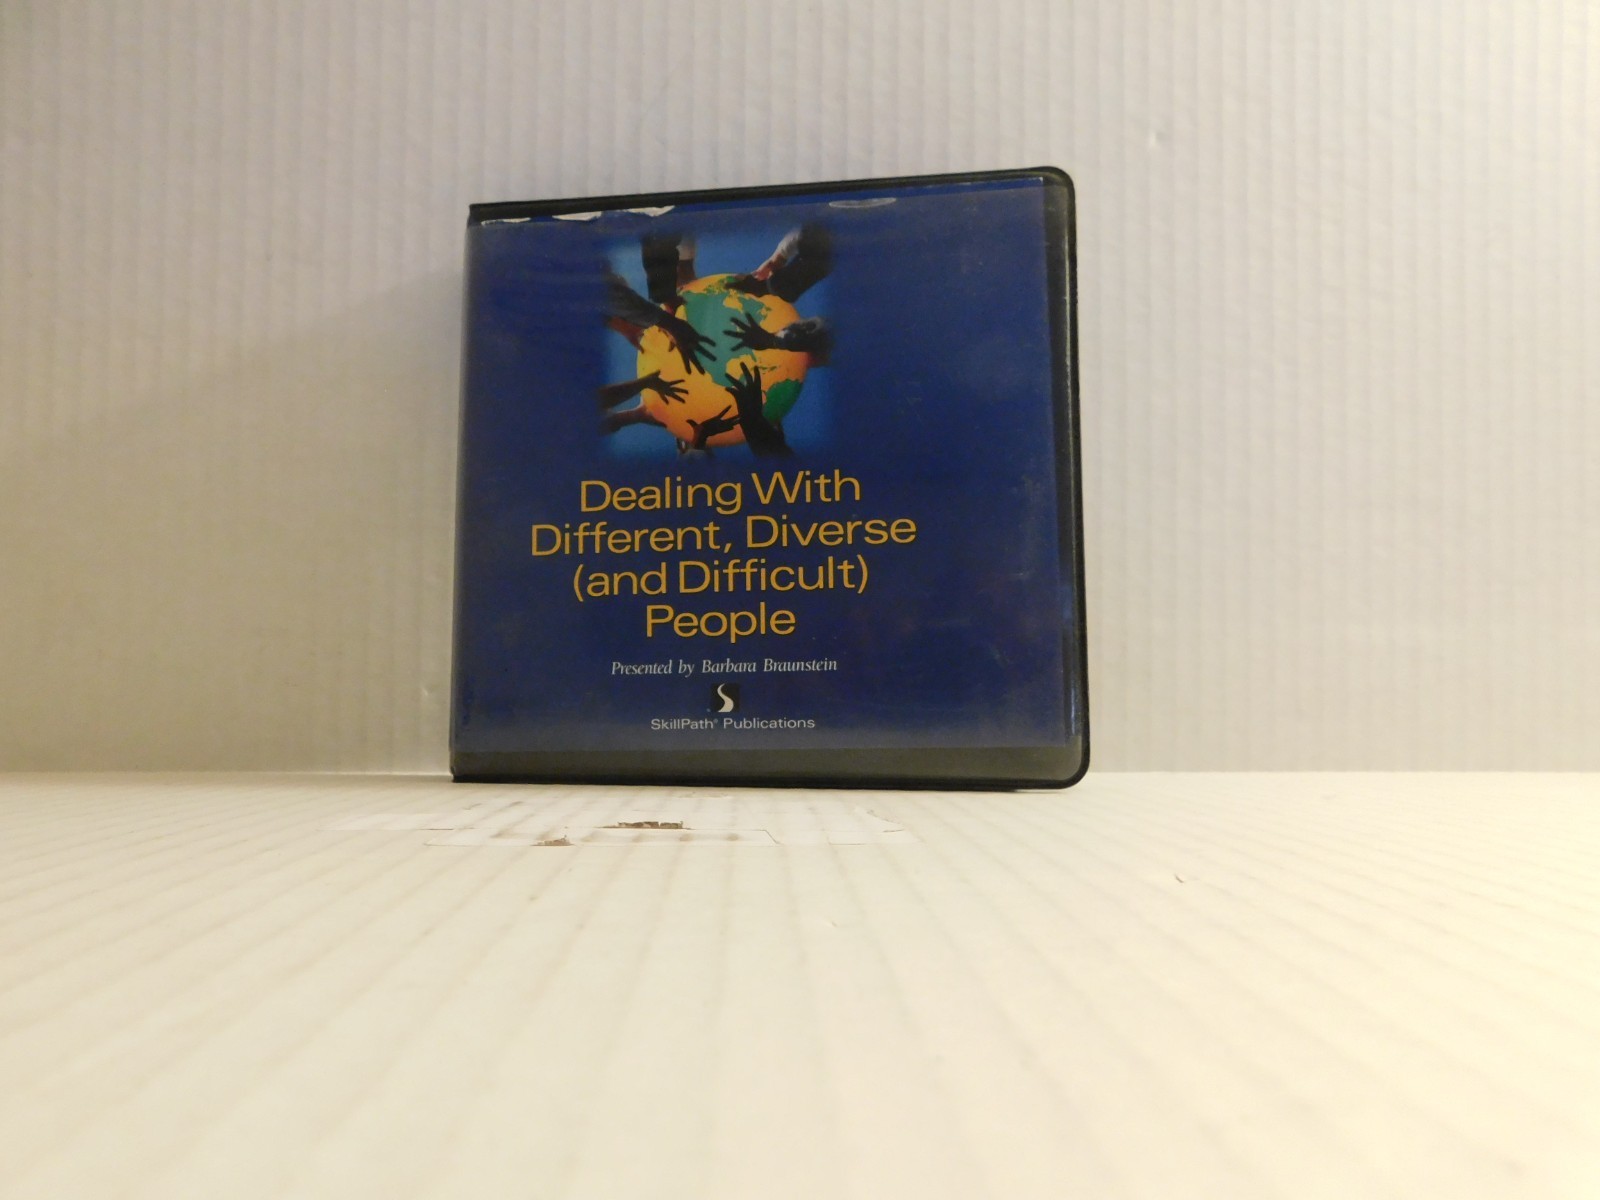 Dealing With
Different, Diverse
(and Difficult)
People
Presented by Barbara Braunstein
SkillPath® Publications